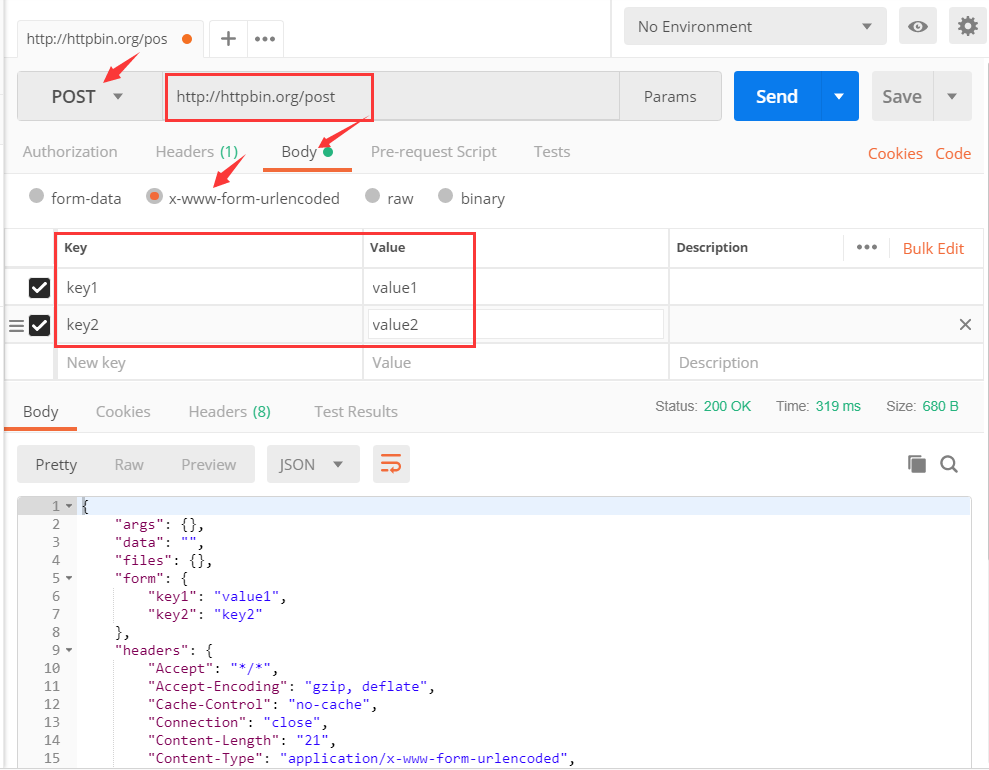 http://httpbin.org/pos
No Environment
POST http://httpbin.org/post Params Send Save
Authorization Headers (1) Body Pre-request Script Tests Cookies Code
form-data x-www-form-urlencoded raw binary
Key Value Description ••• Bulk Edit
key1 value1
key2 value2
New key Value Description
Body Cookies Headers (8) Test Results Status: 200 OK Time: 319 ms Size: 680 B
Pretty Raw Preview JSON
1 {
2 "args": {},
3 "data": "",
4 "files": {},
5 "form": {
6 "key1": "value1",
7 "key2": "key2"
8 },
9 "headers": {
10 "Accept": "*/*",
11 "Accept-Encoding": "gzip, deflate",
12 "Cache-Control": "no-cache",
13 "Connection": "close",
14 "Content-Length": "21",
15 "Content-Type": "application/x-www-form-urlencoded",